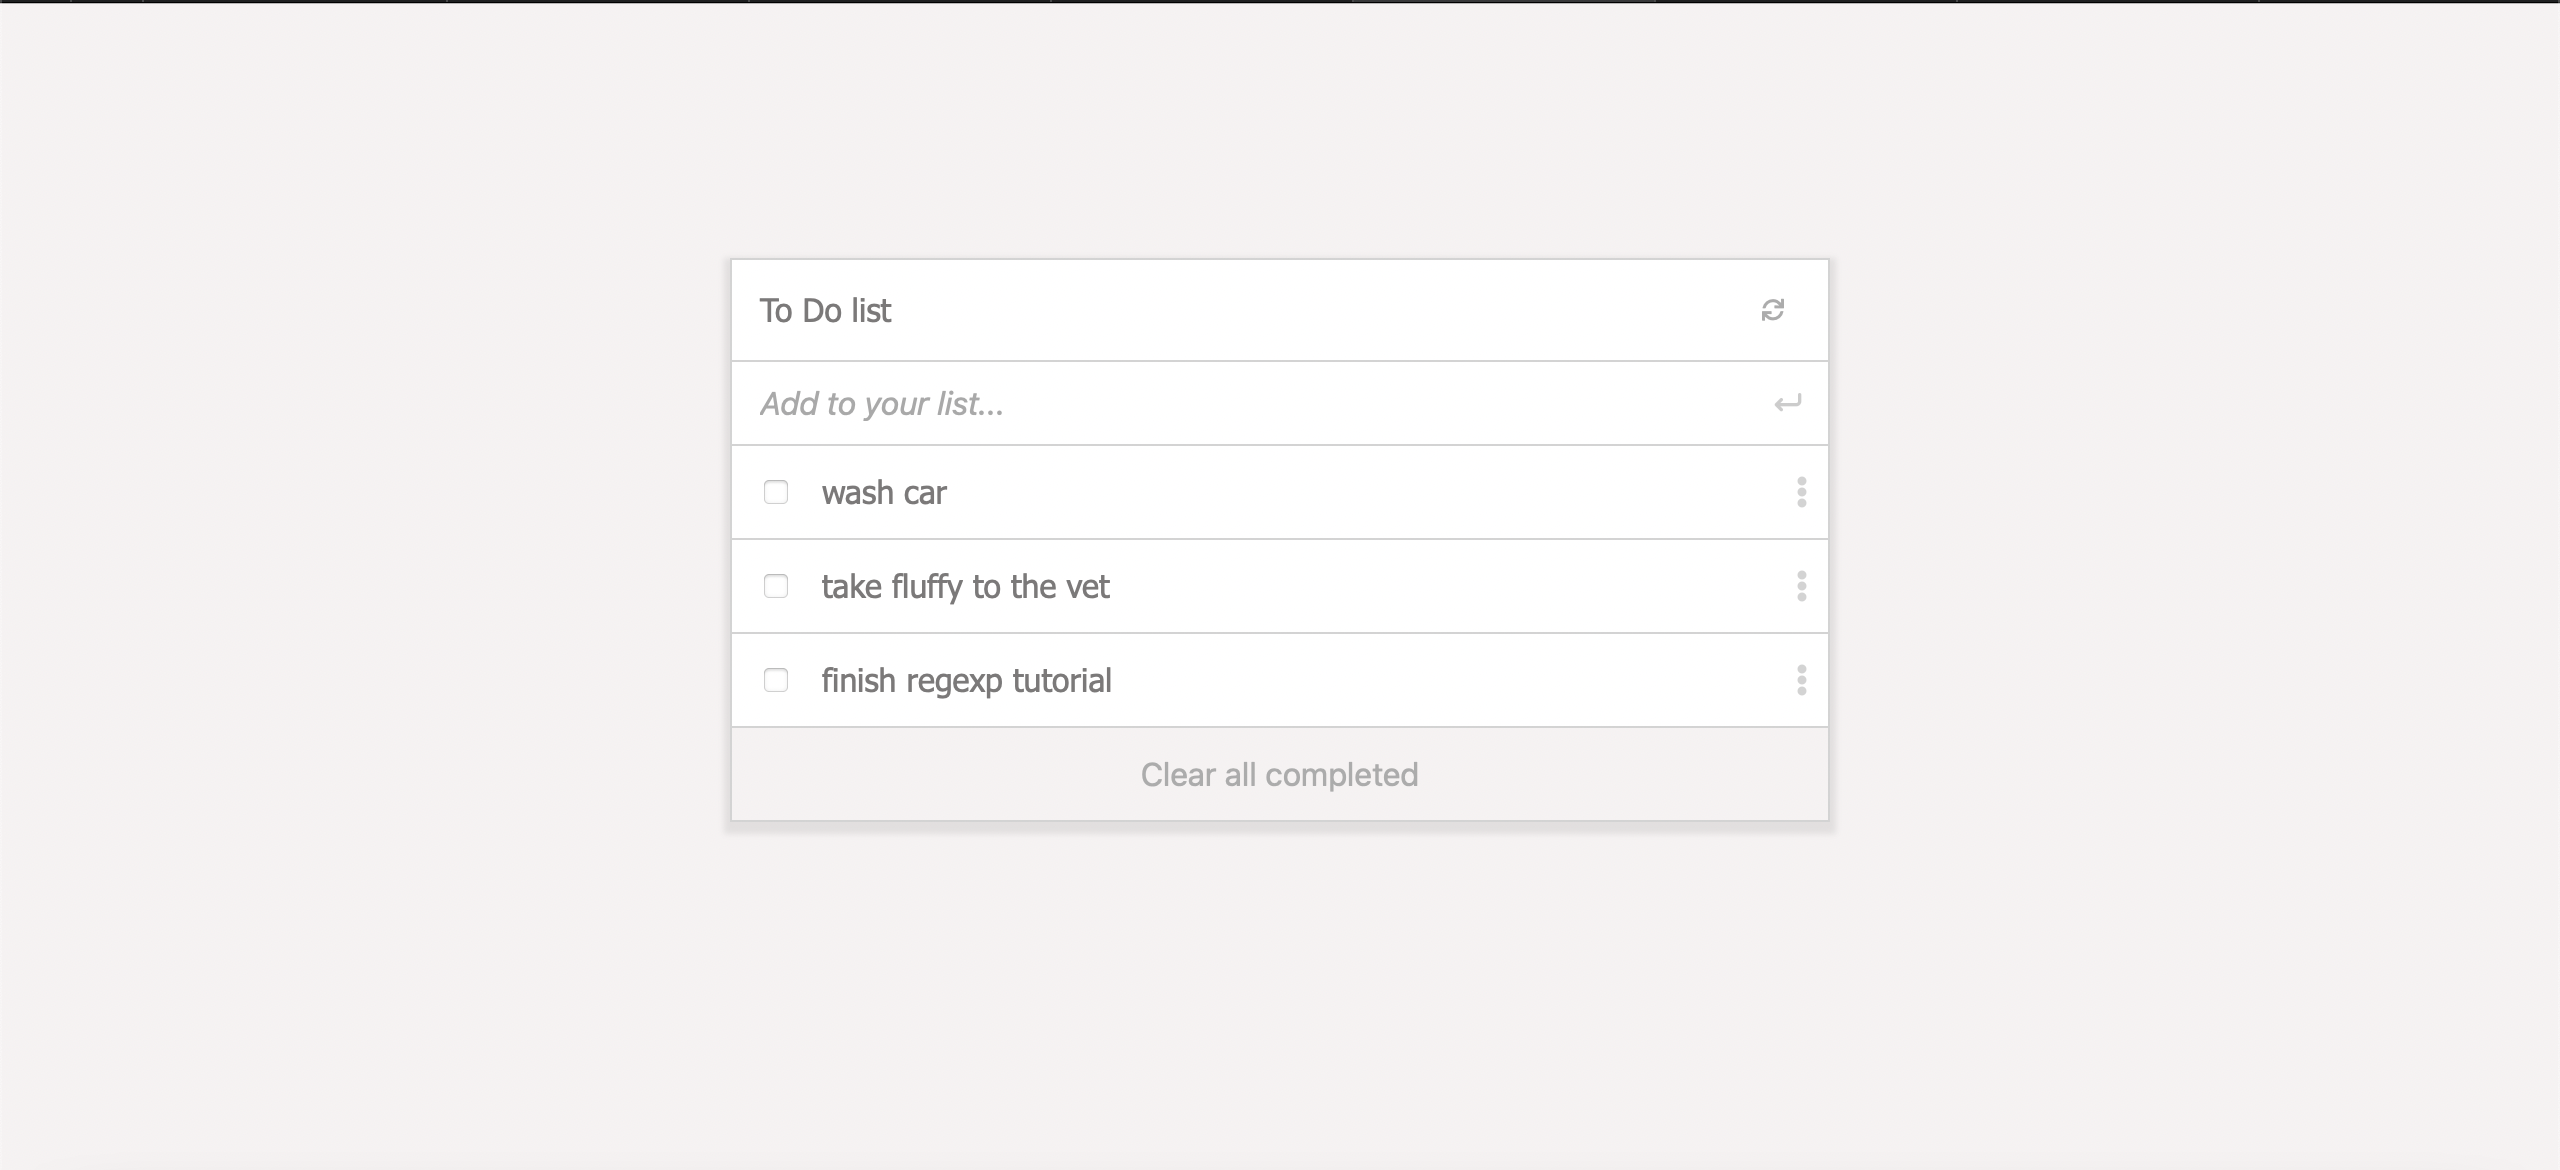 To Do list
Add to your list...
wash car
take fluffy to the vet
finish regexp tutorial
Clear all completed